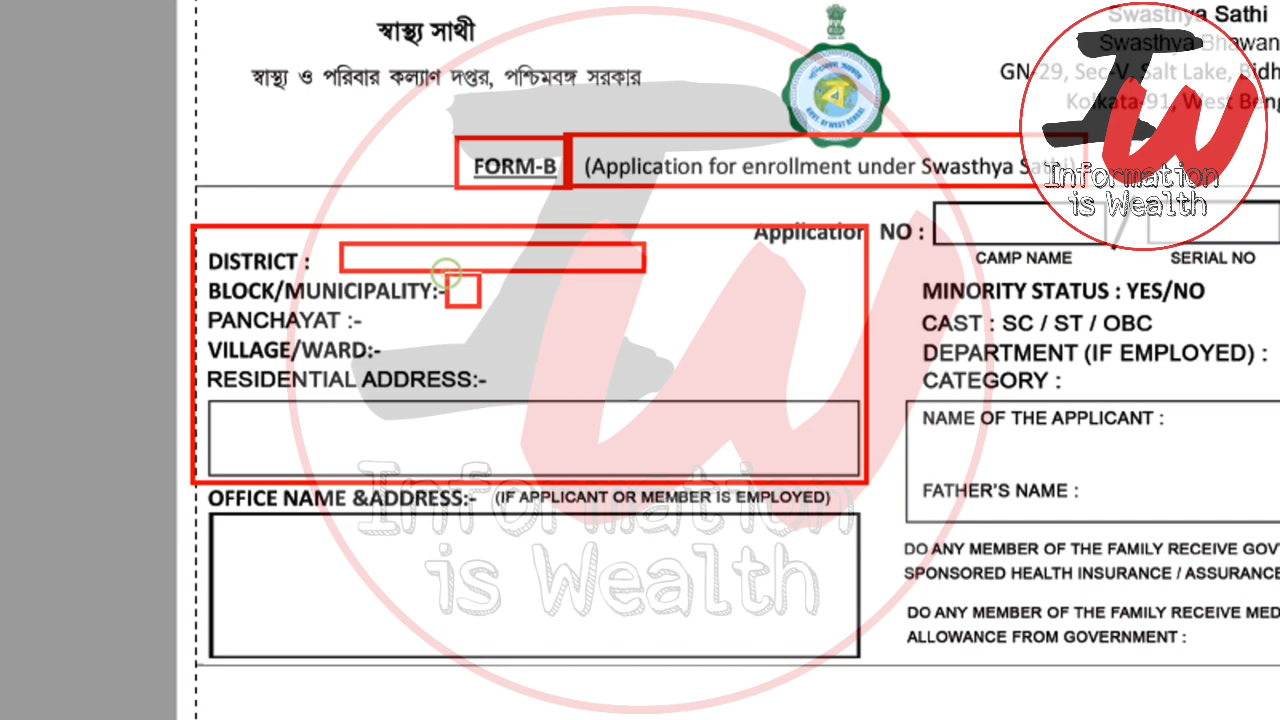 স্বাস্থ্য সাথী
স্বাস্থ্য ও পরিবার কল্যাণ দপ্তর, পশ্চিমবঙ্গ সরকার
Swasthya Sathi
Swasthya Bhawan
GN-29, Sec-V, Salt Lake, Bidh
Kolkata-91, West Beng
FORM-B (Application for enrollment under Swasthya Sathi)
Application NO :
CAMP NAME SERIAL NO
DISTRICT :
BLOCK/MUNICIPALITY:-
PANCHAYAT :-
VILLAGE/WARD:-
RESIDENTIAL ADDRESS:-
OFFICE NAME &ADDRESS:- (IF APPLICANT OR MEMBER IS EMPLOYED)
MINORITY STATUS : YES/NO
CAST : SC / ST / OBC
DEPARTMENT (IF EMPLOYED) :
CATEGORY :
NAME OF THE APPLICANT :
FATHER'S NAME :
DO ANY MEMBER OF THE FAMILY RECEIVE GOV
SPONSORED HEALTH INSURANCE / ASSURANCE
DO ANY MEMBER OF THE FAMILY RECEIVE MED
ALLOWANCE FROM GOVERNMENT :
IW
Information
is Wealth
IW
Information
is Wealth